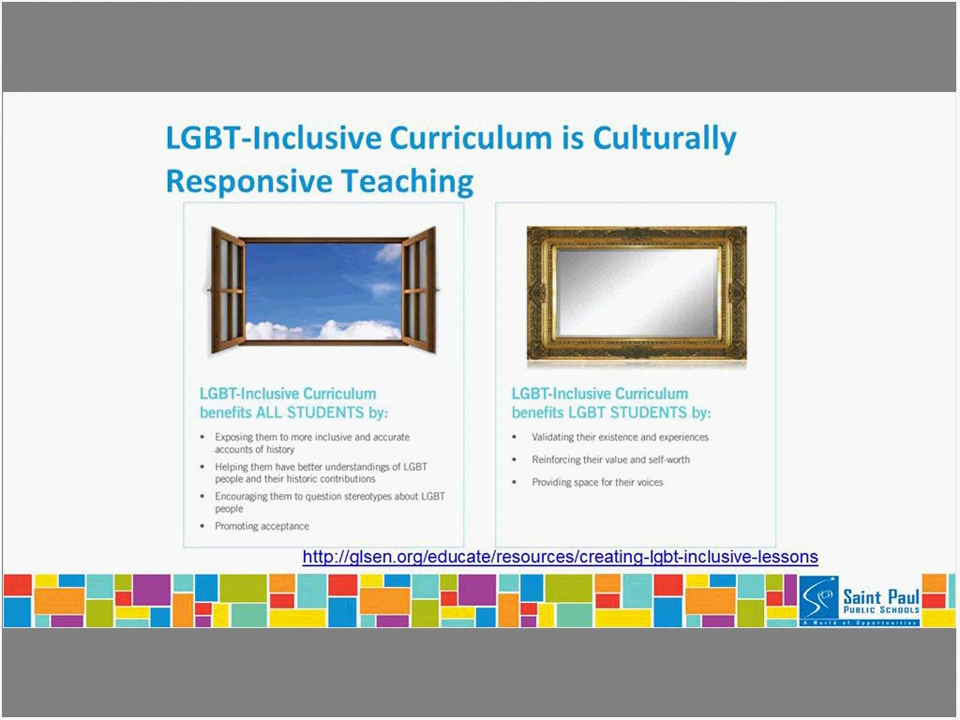 LGBT-Inclusive Curriculum is Culturally
Responsive Teaching
LGBT-Inclusive Curriculum
benefits ALL STUDENTS by:
• Exposing them to more inclusive and accurate
accounts of history
• Helping them have better understandings of LGBT
people and their historic contributions
• Encouraging them to question stereotypes about LGBT
people
• Promoting acceptance
LGBT-Inclusive Curriculum
benefits LGBT STUDENTS by:
• Validating their existence and experiences
• Reinforcing their value and self-worth
• Providing space for their voices
http://glsen.org/educate/resources/creating-lgbt-inclusive-lessons
Saint Paul
PUBLIC SCHOOLS
A World of Opportunities